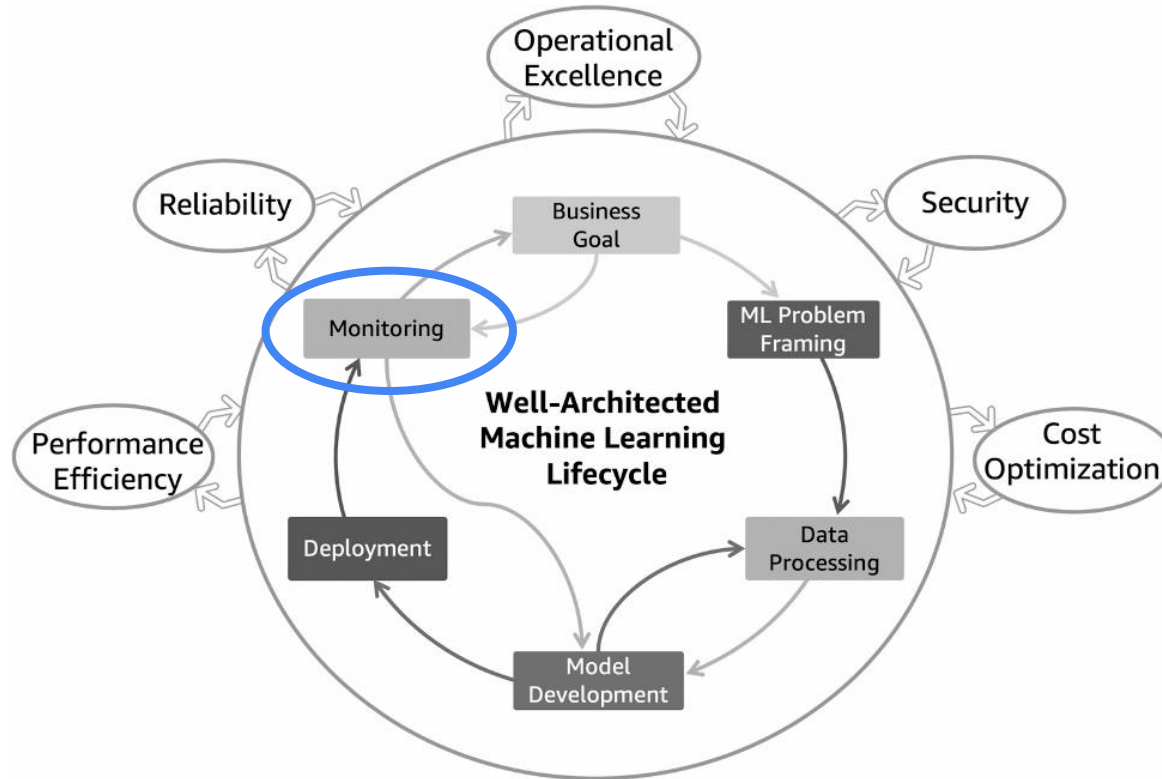 Operational
Excellence
Reliability
Security
Business
Goal
Monitoring
ML Problem
Framing
Well-Architected
Machine Learning
Lifecycle
Performance
Efficiency
Cost
Optimization
Deployment
Data
Processing
Model
Development